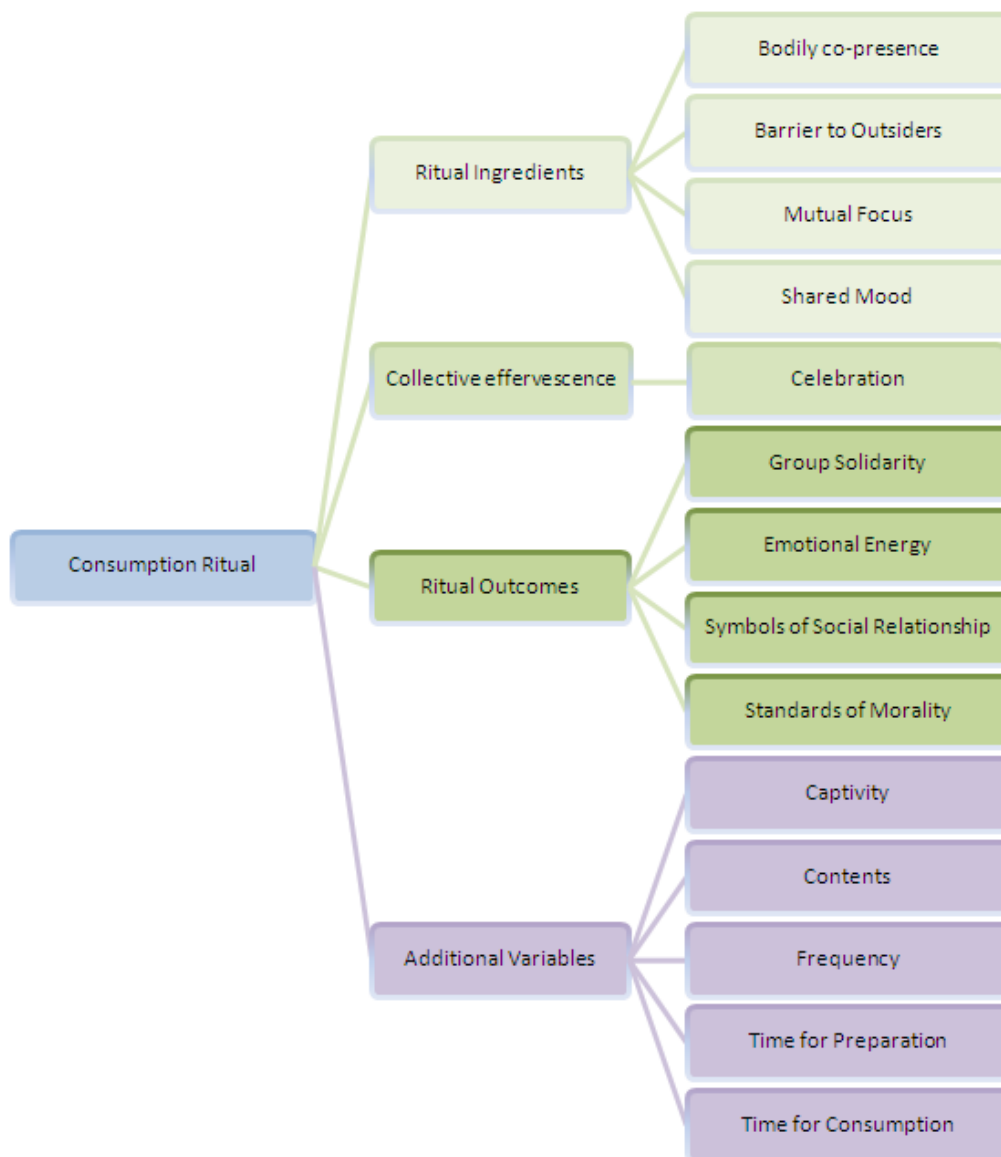 Bodily co-presence
Barrier to Outsiders
Ritual Ingredients
Mutual Focus
Shared Mood
Collective effervescence
Celebration
Group Solidarity
Consumption Ritual
Emotional Energy
Ritual Outcomes
Symbols of Social Relationship
Standards of Morality
Captivity
Contents
Additional Variables
Frequency
Time for Preparation
Time for Consumption